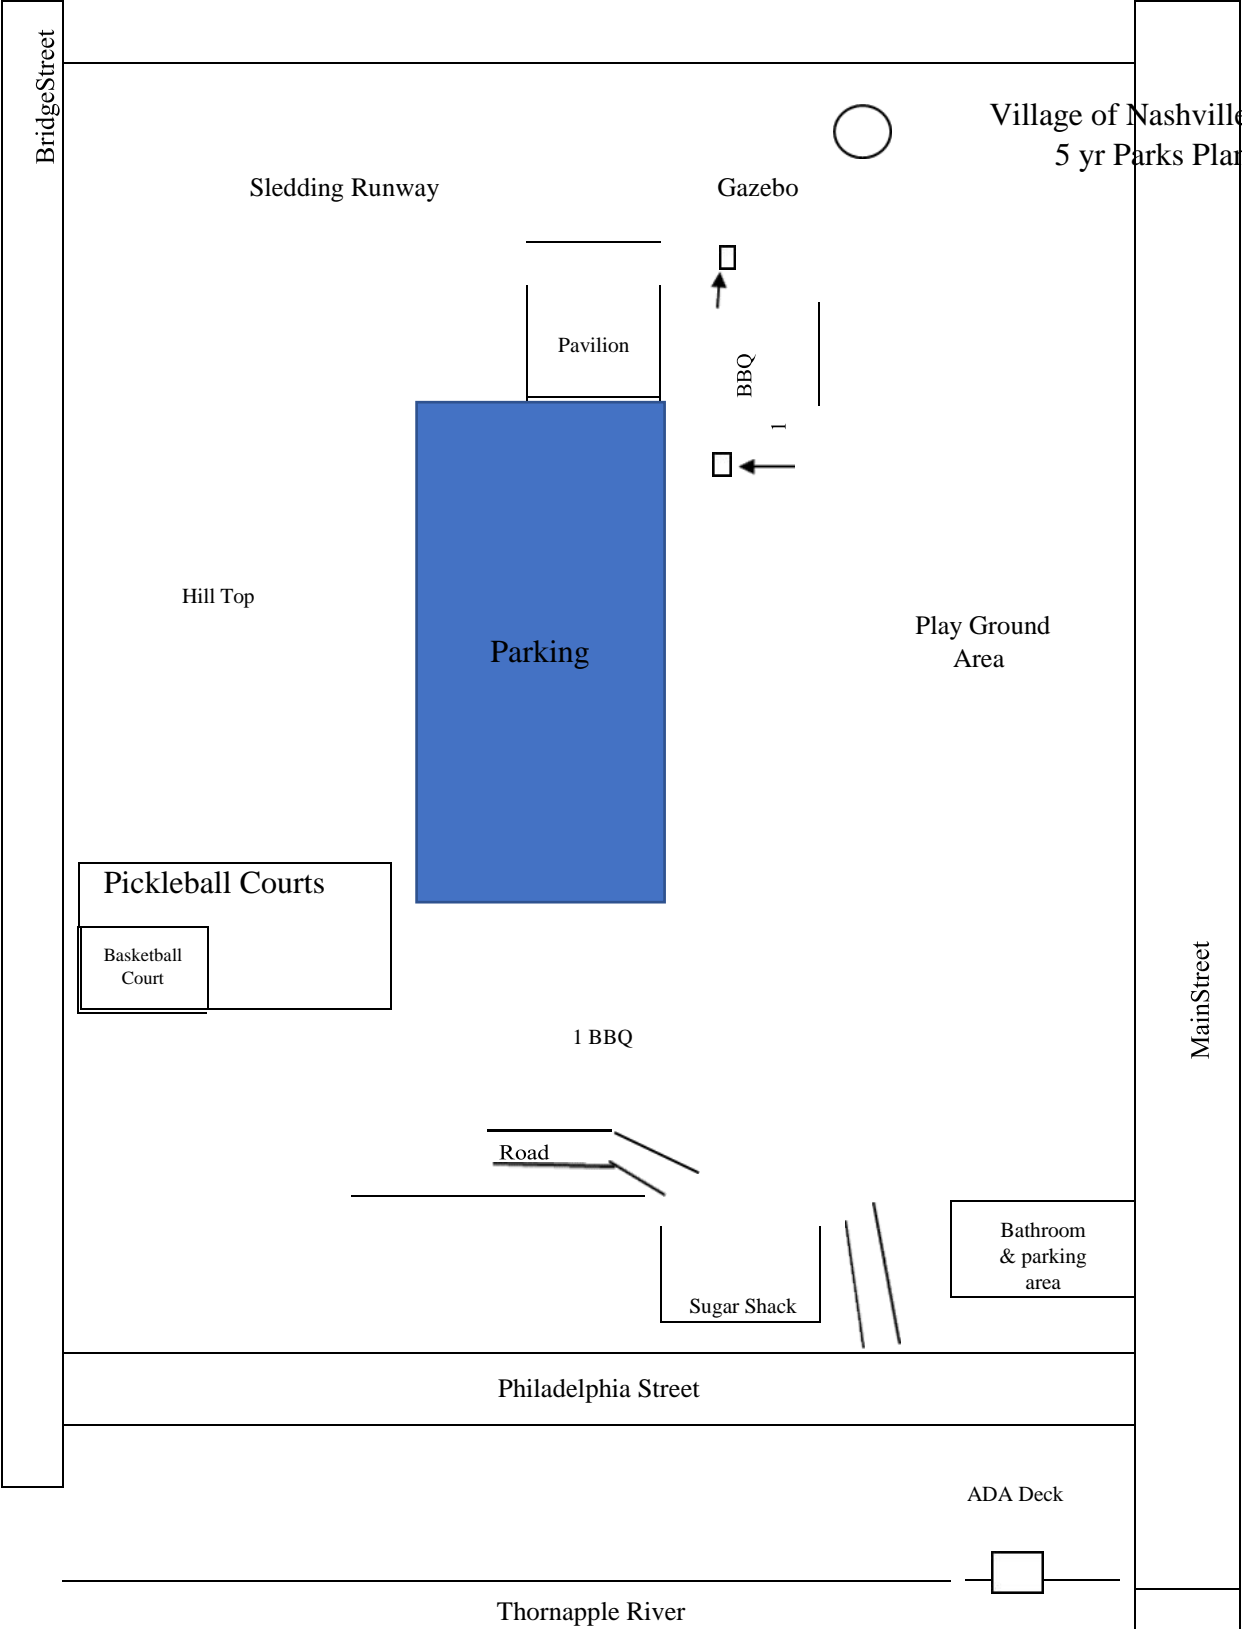 BridgeStreet
Village of Nashville
5 yr Parks Plan
Sledding Runway
Gazebo
Pavilion
BBQ
1
Hill Top
Play Ground
Area
Parking
Pickleball Courts
Basketball
Court
MainStreet
1 BBQ
Road
Bathroom
& parking
area
Sugar Shack
Philadelphia Street
ADA Deck
Thornapple River